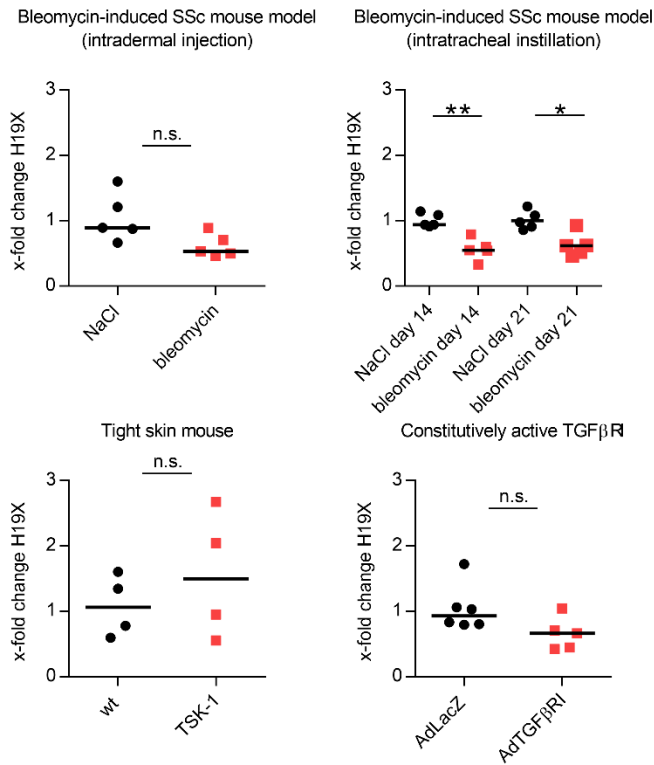 Bleomycin-induced SSc mouse model
(intradermal injection)
x-fold change H19X
3
2
1
0
n.s.
NaCl
bleomycin
Bleomycin-induced SSc mouse model
(intratracheal instillation)
x-fold change H19X
3
2
1
0
**
*
NaCl day 14
bleomycin day 14
NaCl day 21
bleomycin day 21
Tight skin mouse
x-fold change H19X
3
2
1
0
n.s.
wt
TSK-1
Constitutively active TGFβRI
x-fold change H19X
3
2
1
0
n.s.
AdLacZ
AdTGFβRI